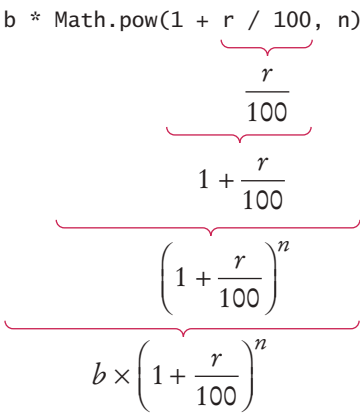 b * Math.pow(1 + r / 100, n)
r/100
1 + r/100
(1 + r/100)^n
b × (1 + r/100)^n